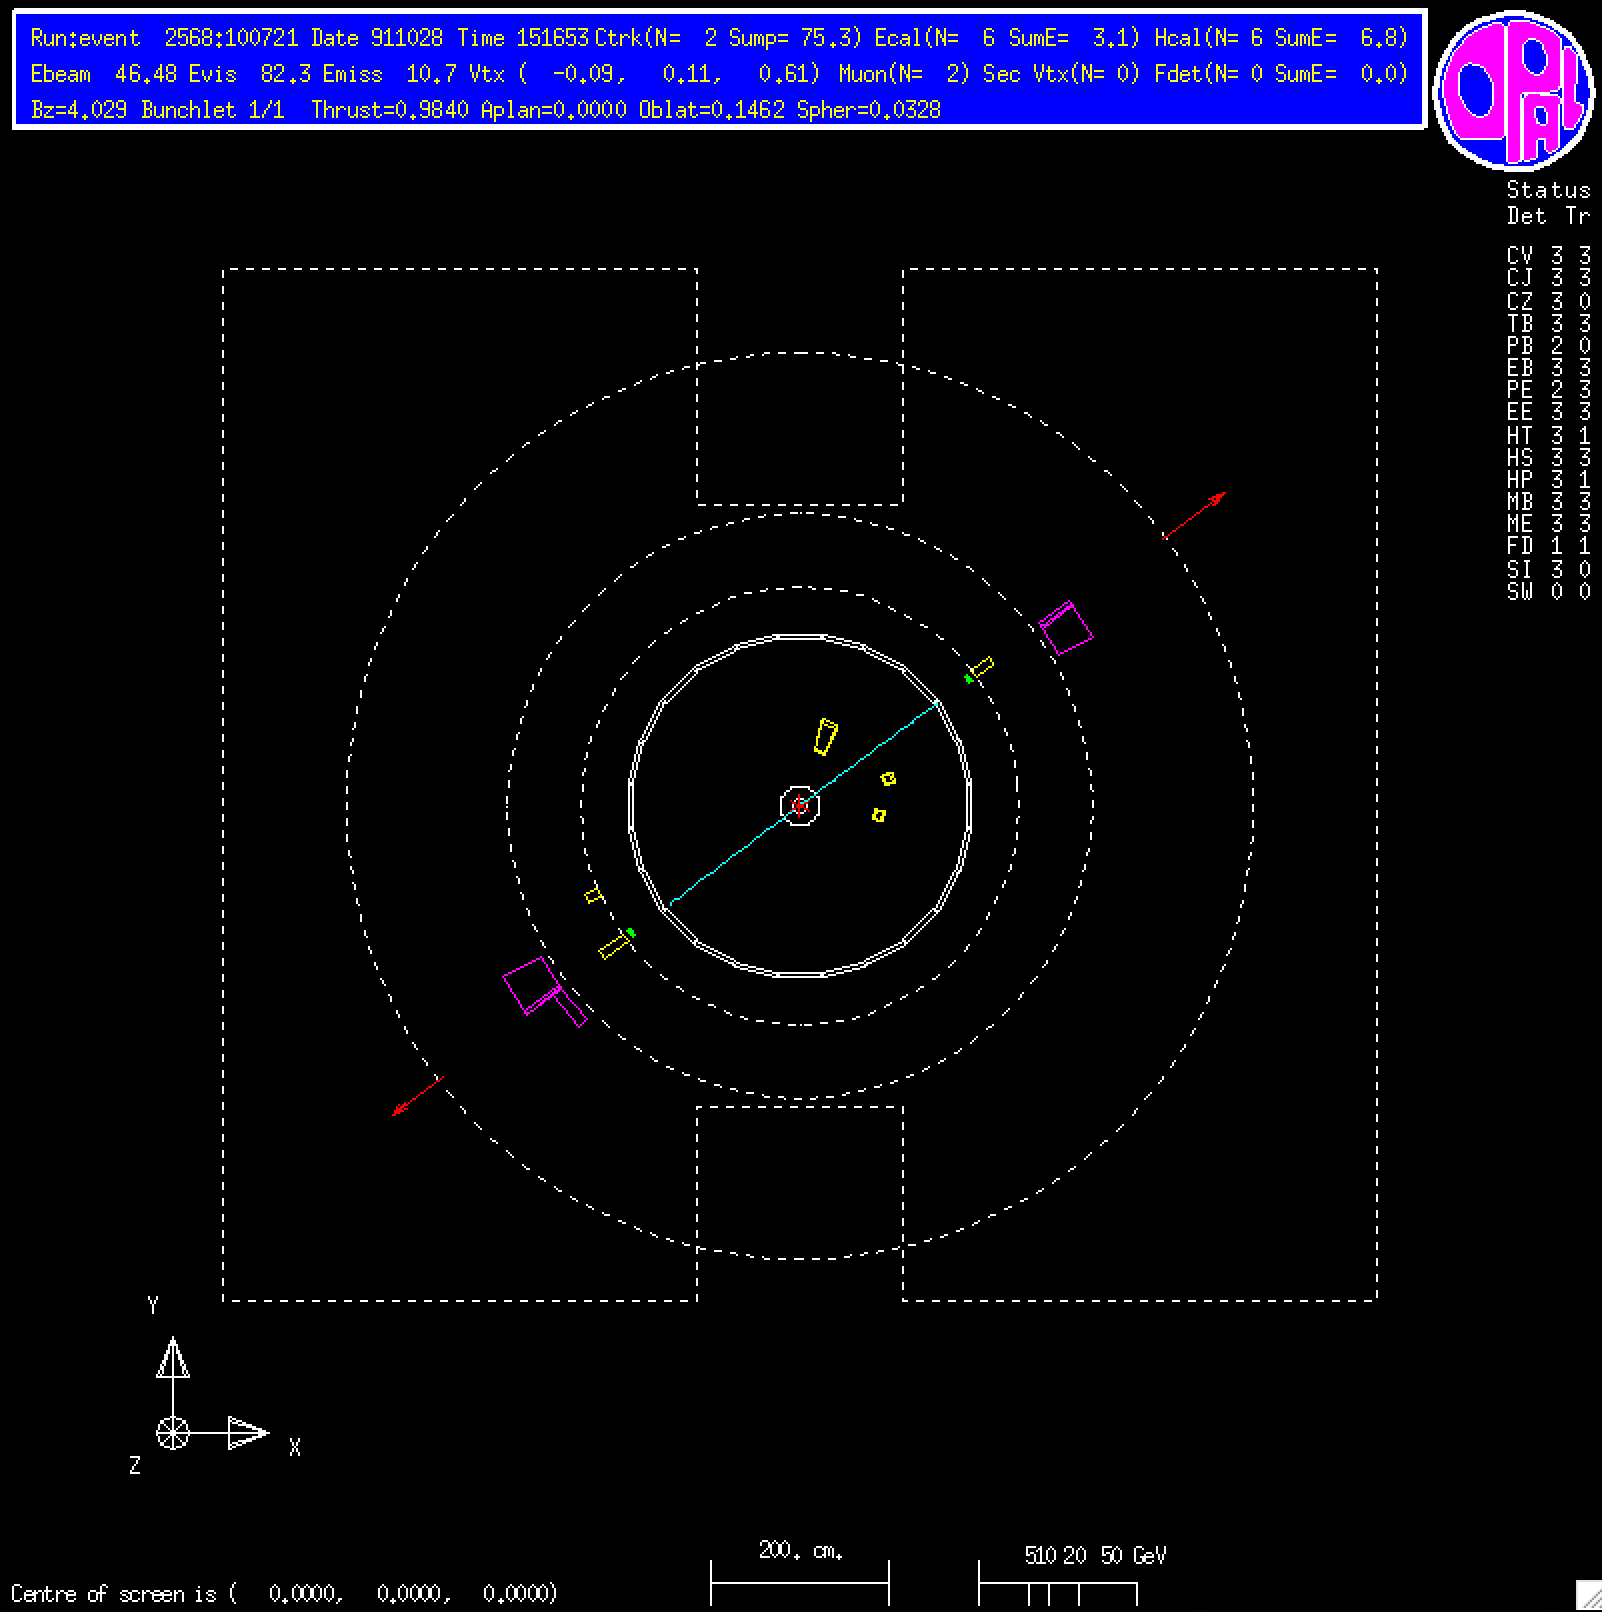 Run:event 2568:100721 Date 911028 Time 151653 Ctrk(N= 2 Sump= 75.3) Ecal(N= 6 SumE= 3.1) Hcal(N= 6 SumE= 6.8)
Ebeam 46.48 Evis 82.3 Emiss 10.7 Vtx ( -0.09, 0.11, 0.61) Muon(N= 2) Sec Vtx(N= 0) Fdet(N= 0 SumE= 0.0)
Bz=4.029 Bunchlet 1/1 Thrust=0.9840 Aplan=0.0000 Oblat=0.1462 Spher=0.0328
OPAL
Status
Det Tr
CV 3 3
CJ 3 3
CZ 3 0
TB 3 3
PB 2 0
EB 3 3
PE 2 3
EE 3 3
HT 3 1
HS 3 3
HP 3 1
MB 3 3
ME 3 3
FD 1 1
SI 3 0
SW 0 0
Y
X
Z
200. cm.
510 20 50 GeV
Centre of screen is ( 0.0000, 0.0000, 0.0000)